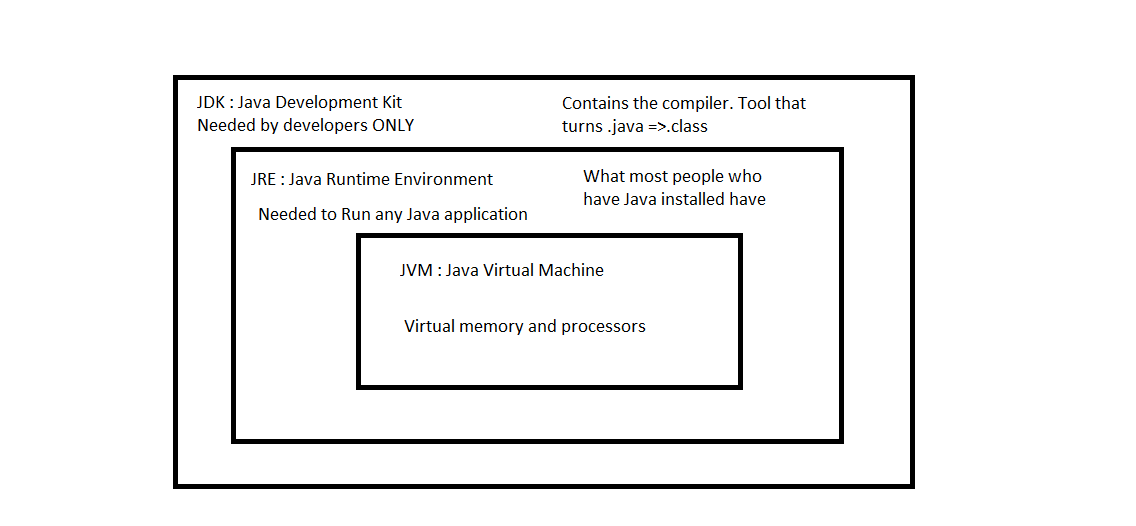 JDK : Java Development Kit
Needed by developers ONLY
Contains the compiler. Tool that
turns .java =>.class
JRE : Java Runtime Environment
Needed to Run any Java application
What most people who
have Java installed have
JVM : Java Virtual Machine
Virtual memory and processors